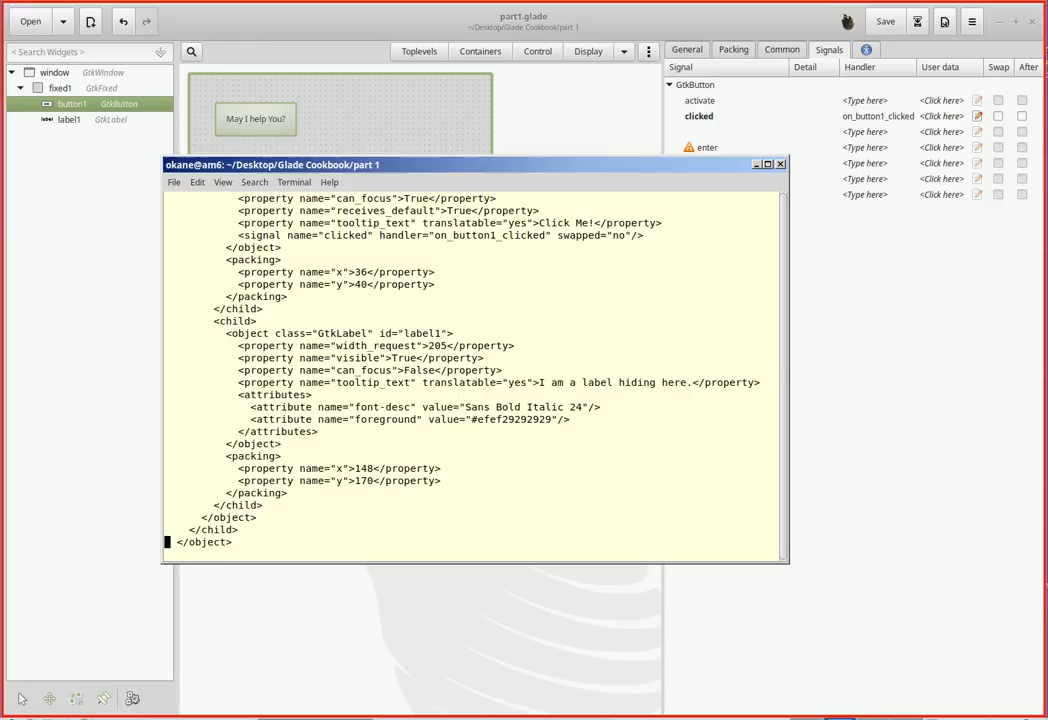 part1.glade
~/Desktop/Glade Cookbook/part 1
Open
Save
< Search Widgets >
Toplevels
Containers
Control
Display
General
Packing
Common
Signals
window GtkWindow
fixed1 GtkFixed
button1 GtkButton
label1 GtkLabel
May I help You?
Signal Detail Handler User data Swap After
GtkButton
activate <Type here> <Click here>
clicked on_button1_clicked <Click here>
<Type here> <Click here>
enter <Click here>
<Click here>
<Click here>
<Click here>
okane@am6: ~/Desktop/Glade Cookbook/part 1
File Edit View Search Terminal Help
<property name="can_focus">True</property>
<property name="receives_default">True</property>
<property name="tooltip_text" translatable="yes">Click Me!</property>
<signal name="clicked" handler="on_button1_clicked" swapped="no"/>
</object>
<packing>
<property name="x">36</property>
<property name="y">40</property>
</packing>
</child>
<child>
<object class="GtkLabel" id="label1">
<property name="width_request">205</property>
<property name="visible">True</property>
<property name="can_focus">False</property>
<property name="tooltip_text" translatable="yes">I am a label hiding here.</property>
<attributes>
<attribute name="font-desc" value="Sans Bold Italic 24"/>
<attribute name="foreground" value="#efef29292929"/>
</attributes>
</object>
<packing>
<property name="x">148</property>
<property name="y">170</property>
</packing>
</child>
</object>
</child>
</object>